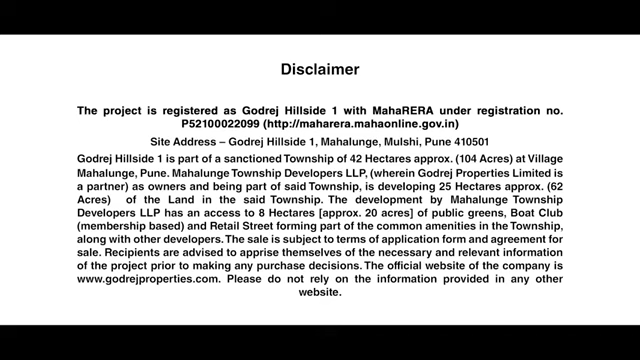 Disclaimer
The project is registered as Godrej Hillside 1 with MahaRERA under registration no.
P52100022099 (http://maharera.mahaonline.gov.in)
Site Address – Godrej Hillside 1, Mahalunge, Mulshi, Pune 410501
Godrej Hillside 1 is part of a sanctioned Township of 42 Hectares approx. (104 Acres) at Village
Mahalunge, Pune. Mahalunge Township Developers LLP, (wherein Godrej Properties Limited is
a partner) as owners and being part of said Township, is developing 25 Hectares approx. (62
Acres) of the Land in the said Township. The development by Mahalunge Township
Developers LLP has an access to 8 Hectares [approx. 20 acres] of public greens, Boat Club
(membership based) and Retail Street forming part of the common amenities in the Township,
along with other developers. The sale is subject to terms of application form and agreement for
sale. Recipients are advised to apprise themselves of the necessary and relevant information
of the project prior to making any purchase decisions. The official website of the company is
www.godrejproperties.com. Please do not rely on the information provided in any other
website.